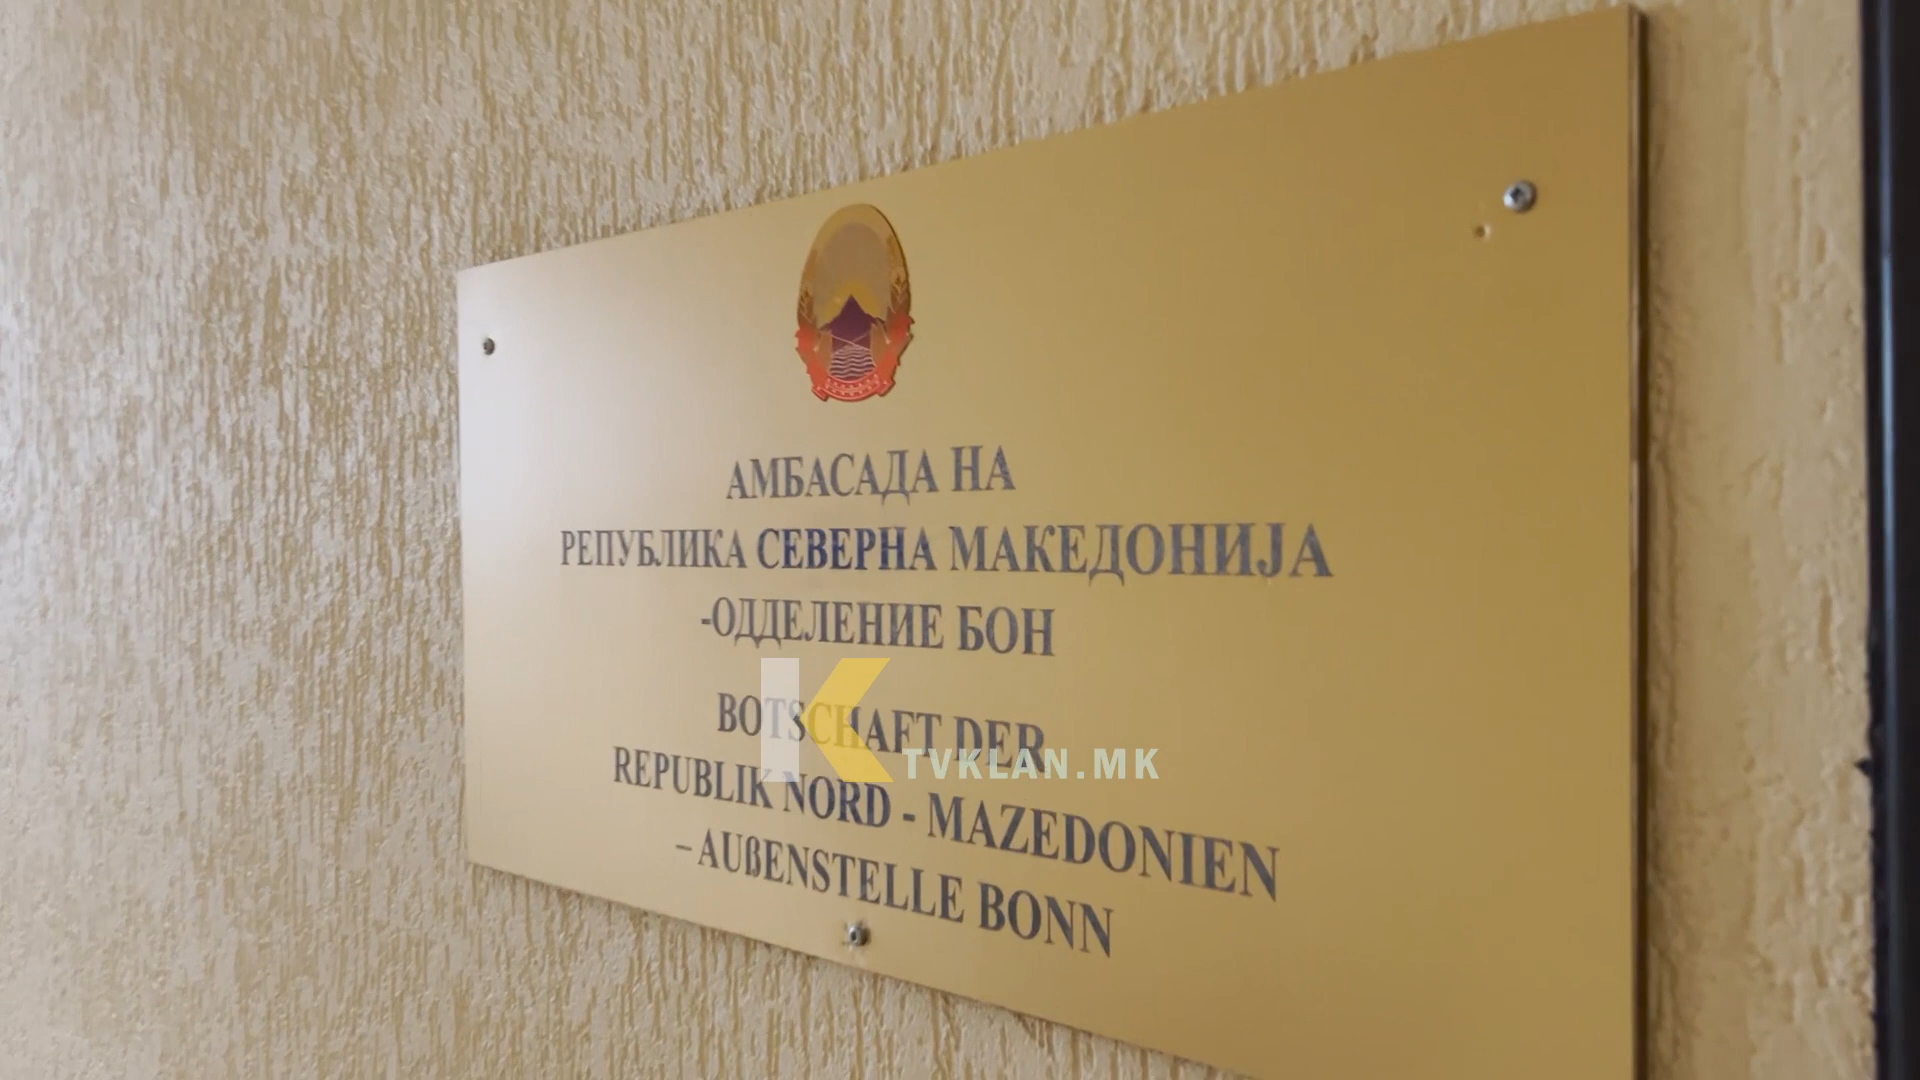 АМБАСАДА НА
РЕПУБЛИКА СЕВЕРНА МАКЕДОНИЈА
-ОДДЕЛЕНИЕ БОН
BOTSCHAFT DER
TVKLAN.MK
REPUBLIK NORD - MAZEDONIEN
– AUßENSTELLE BONN